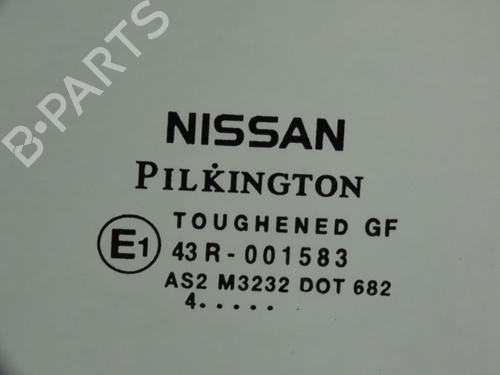 B-PARTS
NISSAN
PILKINGTON
TOUGHENED GF
E1
43R-001583
AS2 M3232 DOT 682
4.....